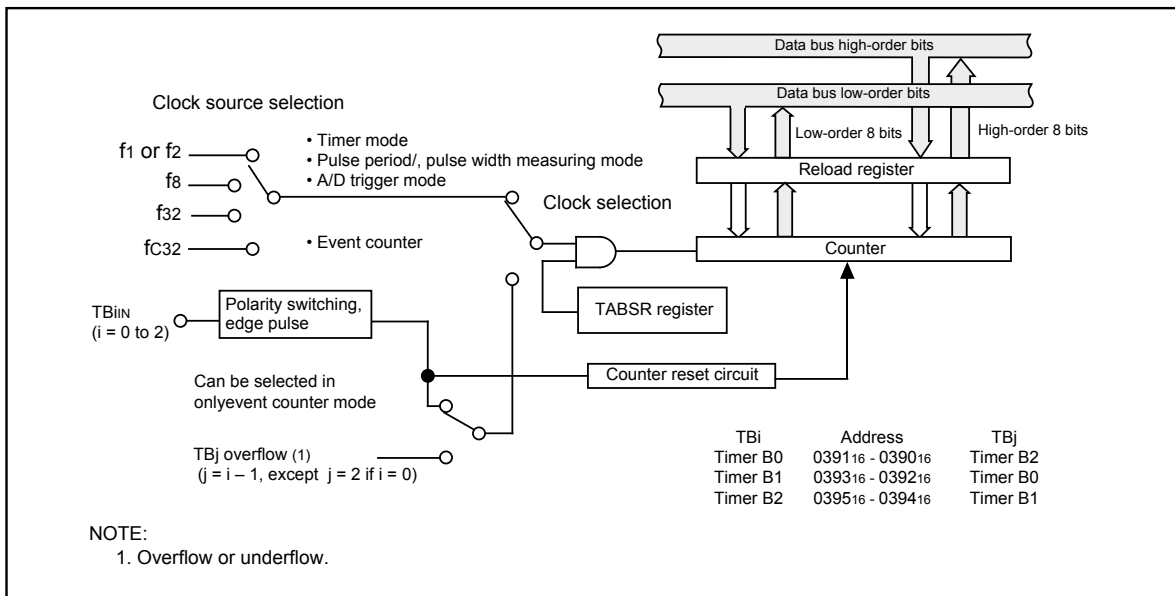 Data bus high-order bits
Data bus low-order bits
Clock source selection
• Timer mode
• Pulse period/, pulse width measuring mode
• A/D trigger mode
Low-order 8 bits
High-order 8 bits
f1 or f2
f8
f32
fC32
Reload register
Clock selection
• Event counter
Counter
TABSR register
TBiIN
(i = 0 to 2)
Polarity switching,
edge pulse
Can be selected in
onlyevent counter mode
Counter reset circuit
TBj overflow (1)
(j = i – 1, except j = 2 if i = 0)
TBi Address TBj
Timer B0 039116 - 039016 Timer B2
Timer B1 039316 - 039216 Timer B0
Timer B2 039516 - 039416 Timer B1
NOTE:
1. Overflow or underflow.